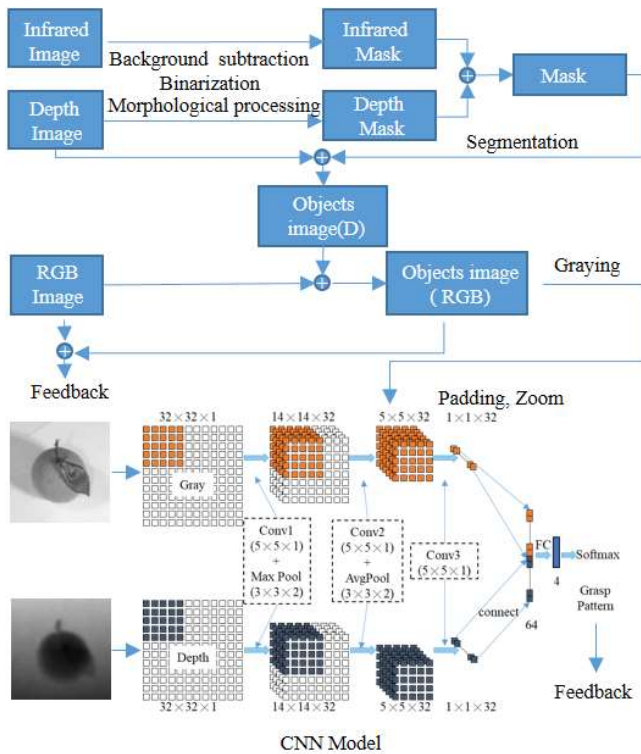 Infrared
Image
Background subtraction
Binarization
Morphological processing
Infrared
Mask
Depth
Image
Depth
Mask
Mask
Segmentation
Objects
image(D)
RGB
Image
Objects image
( RGB)
Graying
Feedback
Padding, Zoom
32×32×1
14×14×32
5×5×32
1×1×32
Gray
Conv1
(5×5×1)
+
Max Pool
(3×3×2)
Conv2
(5×5×1)
+
AvgPool
(3×3×2)
Conv3
(5×5×1)
FC
Softmax
4
connect
64
Grasp
Pattern
Depth
32×32×1
14×14×32
5×5×32
1×1×32
Feedback
CNN Model